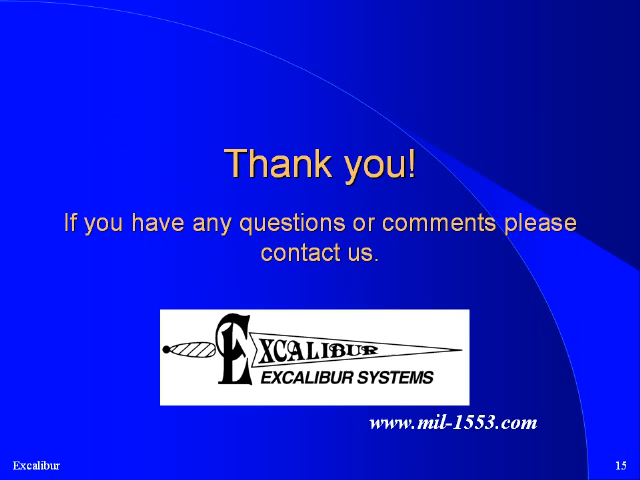 Thank you!
If you have any questions or comments please
contact us.
EXCALIBUR
EXCALIBUR SYSTEMS
www.mil-1553.com
Excalibur
15